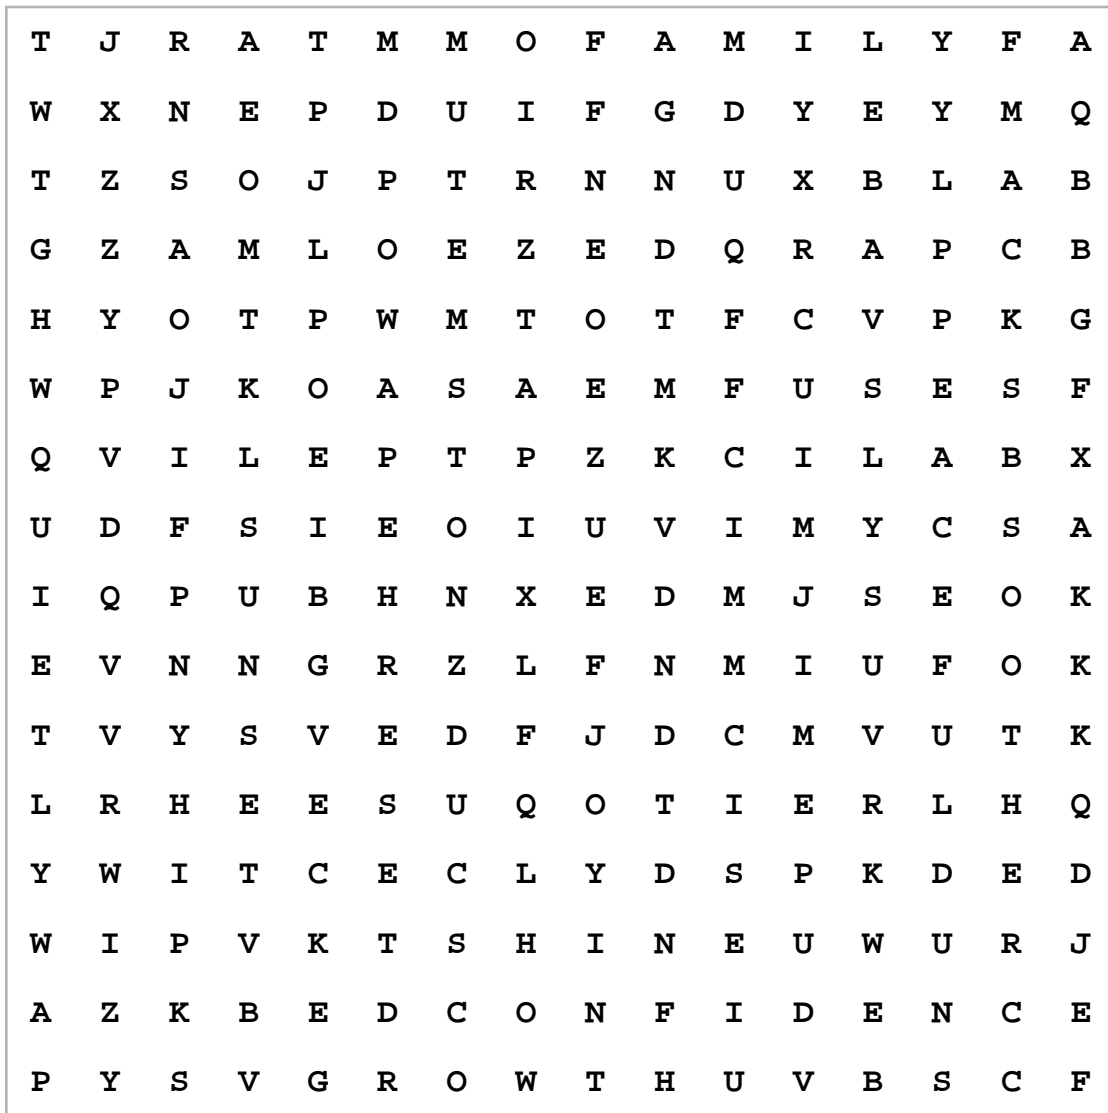 T J R A T M M O F A M I L Y F A
W X N E P D U I F G D Y E Y M Q
T Z S O J P T R N N U X B L A B
G Z A M L O E Z E D Q R A P C B
H Y O T P W M T O T F C V P K G
W P J K O A S A E M F U S E S F
Q V I L E P T P Z K C I L A B X
U D F S I E O I U V I M Y C S A
I Q P U B H N X E D M J S E O K
E V N N G R Z L F N M I U F O K
T V Y S V E D F J D C M V U T K
L R H E E S U Q O T I E R L H Q
Y W I T C E C L Y D S P K D E D
W I P V K T S H I N E U W U R J
A Z K B E D C O N F I D E N C E
P Y S V G R O W T H U V B S C F